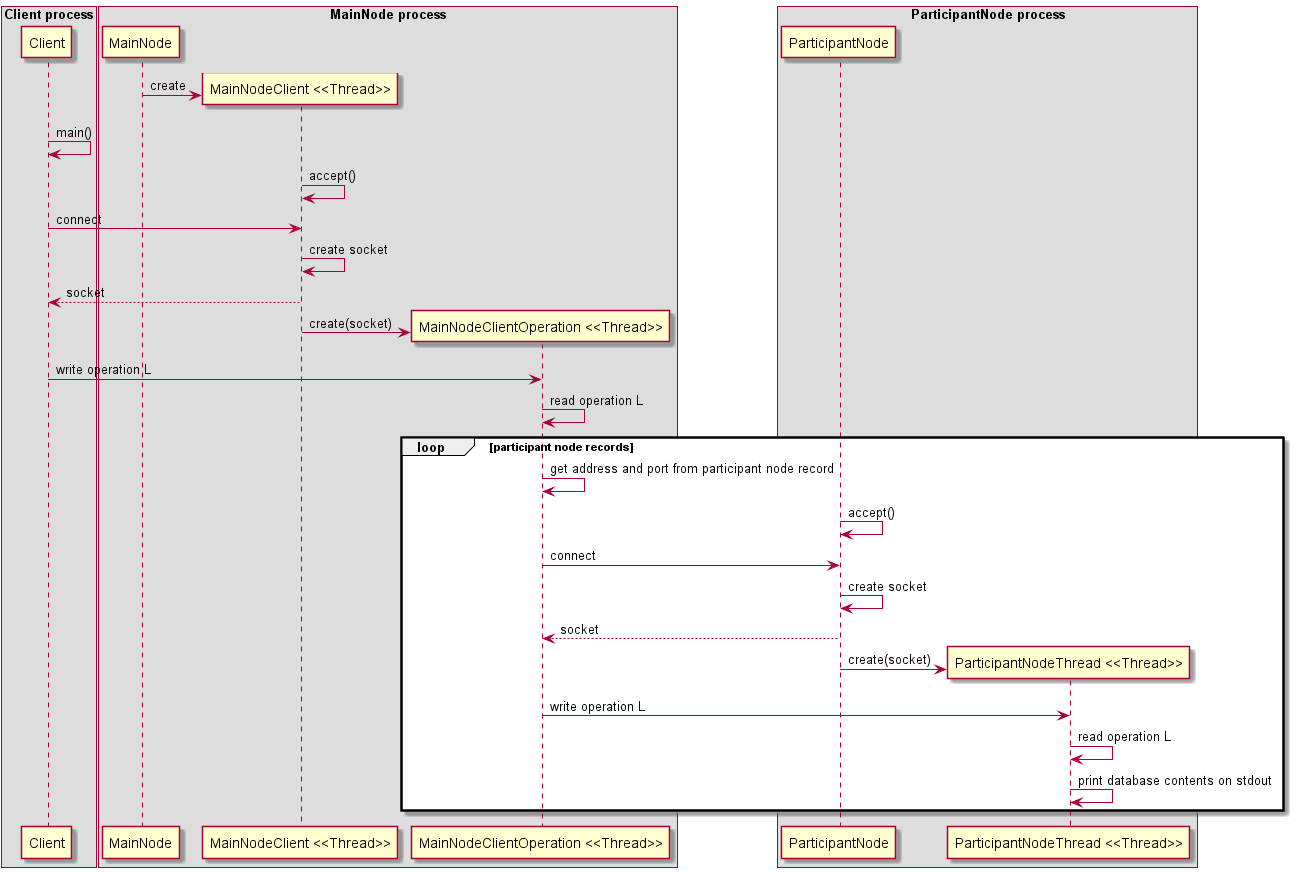 Client process
MainNode process
ParticipantNode process
Client
MainNode
ParticipantNode
create
MainNodeClient <<Thread>>
main()
accept()
connect
create socket
socket
create(socket)
MainNodeClientOperation <<Thread>>
write operation L
read operation L
loop
[participant node records]
get address and port from participant node record
accept()
connect
create socket
socket
create(socket)
ParticipantNodeThread <<Thread>>
write operation L
read operation L
print database contents on stdout
Client
MainNode
MainNodeClient <<Thread>>
MainNodeClientOperation <<Thread>>
ParticipantNode
ParticipantNodeThread <<Thread>>